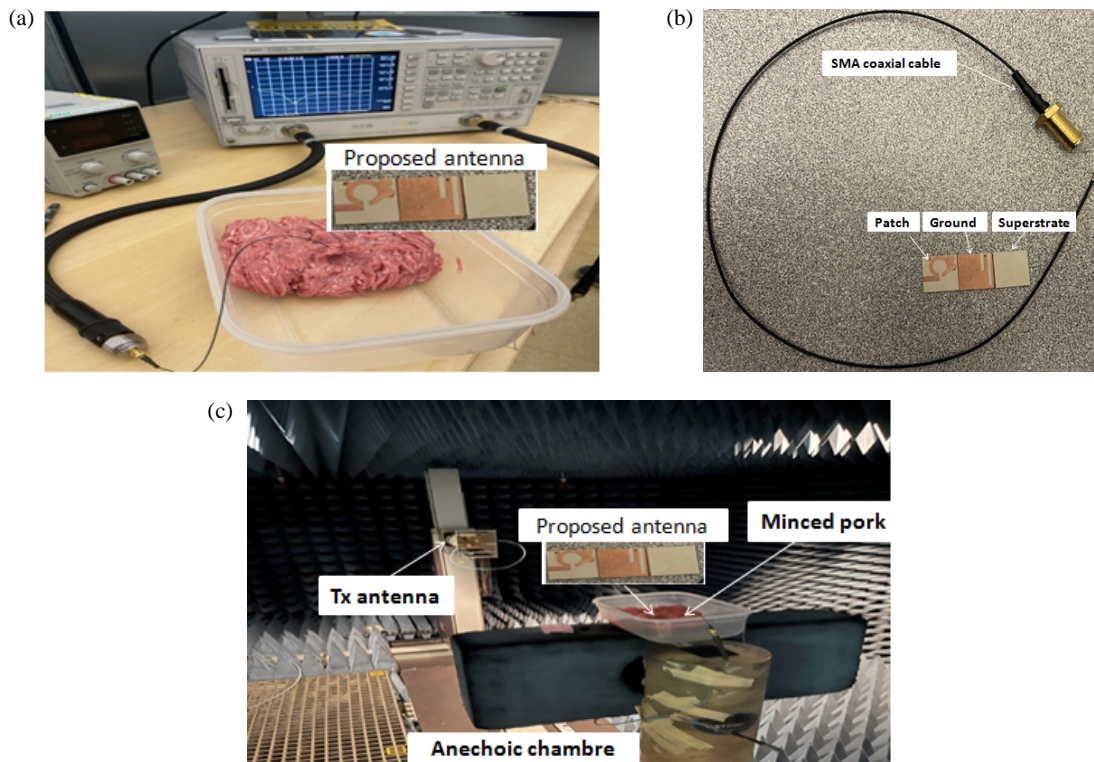 (a)
Proposed antenna
(b)
SMA coaxial cable
Patch Ground Superstrate
(c)
Proposed antenna
Minced pork
Tx antenna
Anechoic chambre